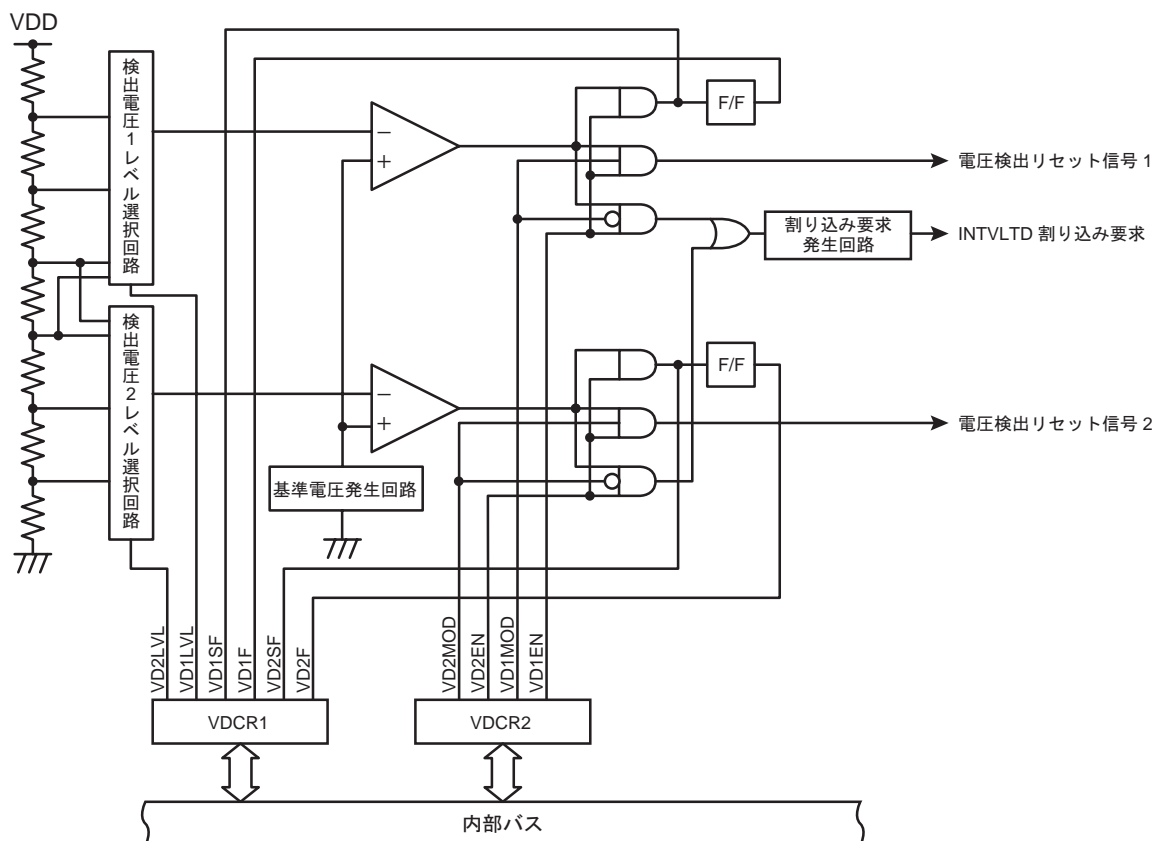 VDD
検出電圧1レベル選択回路
検出電圧2レベル選択回路
−
+
−
+
基準電圧発生回路
F/F
F/F
電圧検出リセット信号 1
割り込み要求
発生回路
INTVLTD 割り込み要求
電圧検出リセット信号 2
VD2LVL
VD1LVL
VD1SF
VD1F
VD2SF
VD2F
VD2MOD
VD2EN
VD1MOD
VD1EN
VDCR1
VDCR2
内部バス